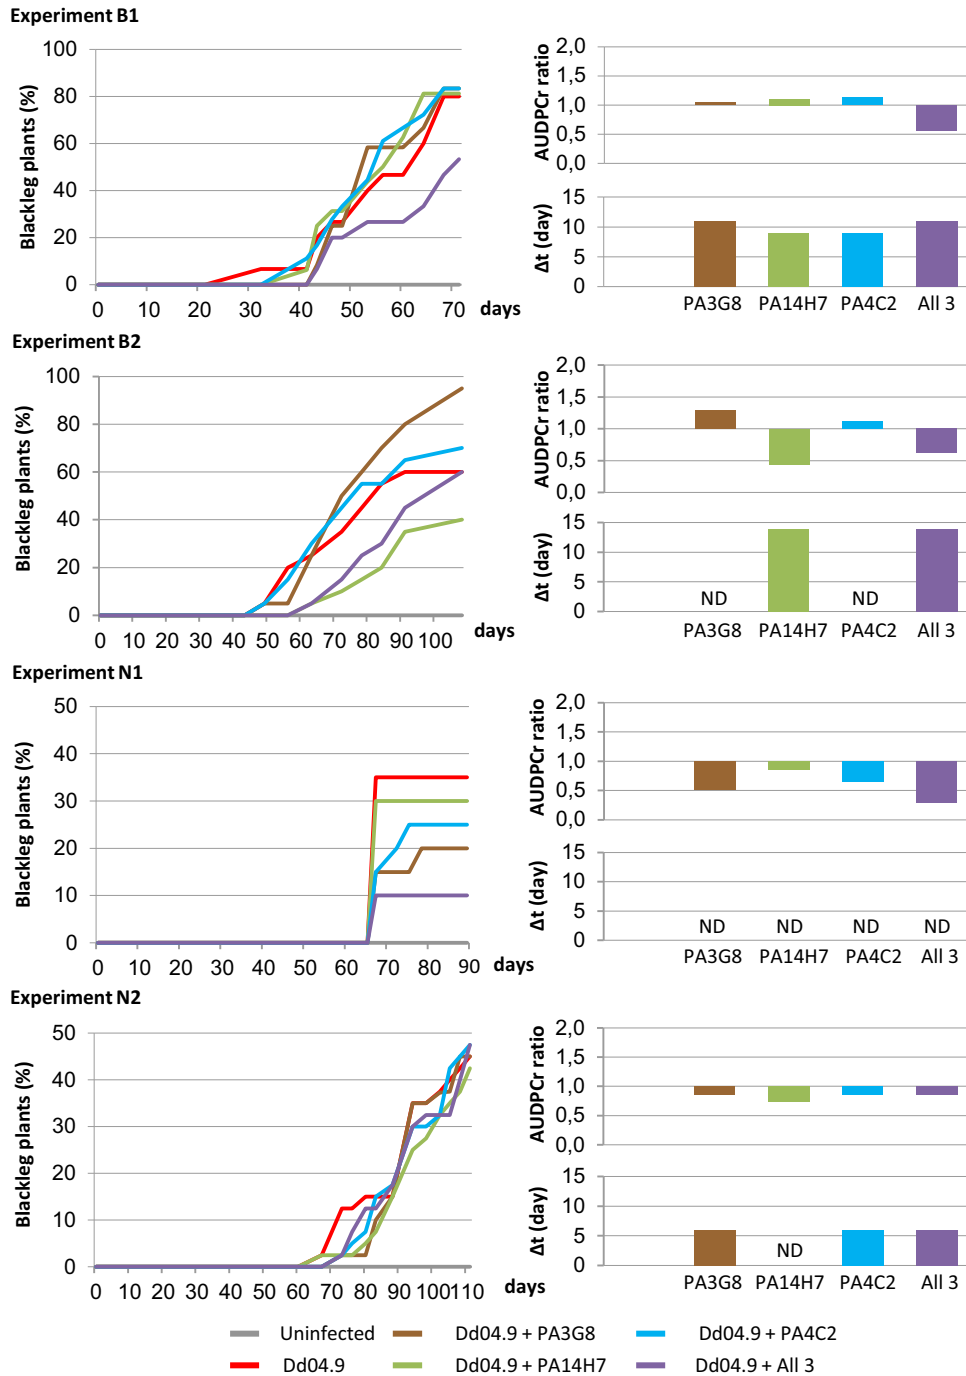 Experiment B1
Blackleg plants (%)
100
80
60
40
20
0
0 10 20 30 40 50 60 70 days
AUDPCr ratio
2,0
1,5
1,0
0,5
0,0
Δt (day)
15
10
5
0
PA3G8 PA14H7 PA4C2 All 3
Experiment B2
Blackleg plants (%)
100
80
60
40
20
0
0 10 20 30 40 50 60 70 80 90 100 days
AUDPCr ratio
2,0
1,5
1,0
0,5
0,0
Δt (day)
15
10
5
0
ND ND
PA3G8 PA14H7 PA4C2 All 3
Experiment N1
Blackleg plants (%)
50
40
30
20
10
0
0 10 20 30 40 50 60 70 80 90 days
AUDPCr ratio
2,0
1,5
1,0
0,5
0,0
Δt (day)
15
10
5
0
ND ND ND ND
PA3G8 PA14H7 PA4C2 All 3
Experiment N2
Blackleg plants (%)
50
40
30
20
10
0
0 10 20 30 40 50 60 70 80 90 100 110 days
AUDPCr ratio
2,0
1,5
1,0
0,5
0,0
Δt (day)
15
10
5
0
ND
PA3G8 PA14H7 PA4C2 All 3
Uninfected Dd04.9 + PA3G8 Dd04.9 + PA4C2
Dd04.9 Dd04.9 + PA14H7 Dd04.9 + All 3